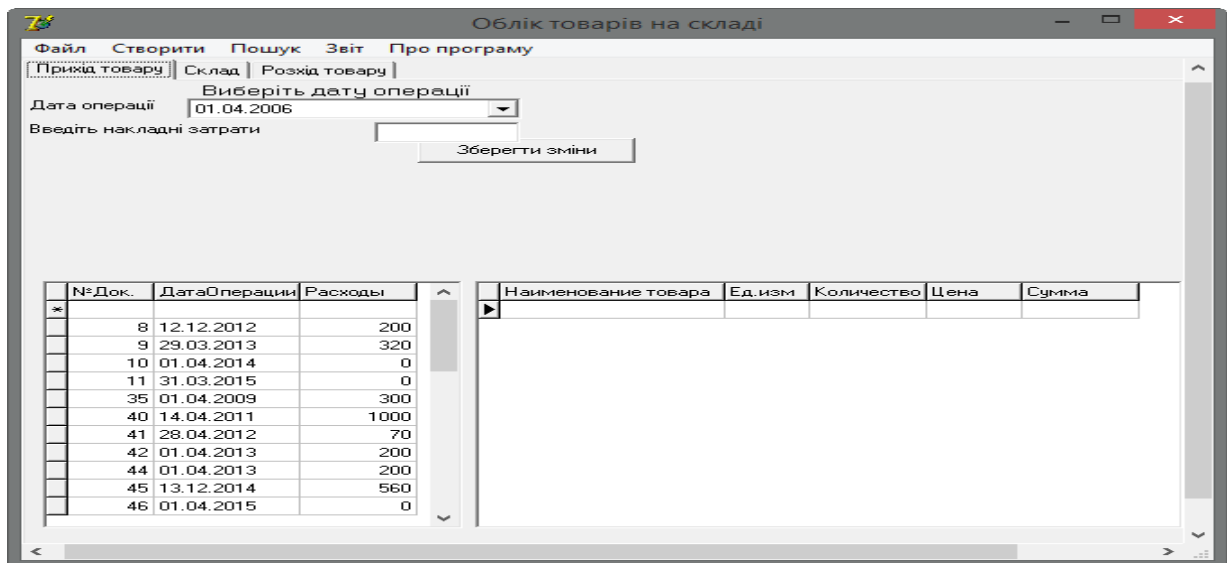 Облік товарів на складі
Файл Створити Пошук Звіт Про програму
Прихід товару Склад Розхід товару
Виберіть дату операції
Дата операції 01.04.2006
Введіть накладні затрати
Зберегти зміни
№Док. ДатаОперации Расходы
8 12.12.2012 200
9 29.03.2013 320
10 01.04.2014 0
11 31.03.2015 0
35 01.04.2009 300
40 14.04.2011 1000
41 28.04.2012 70
42 01.04.2013 200
44 01.04.2013 200
45 13.12.2014 560
46 01.04.2015 0
Наименование товара Ед.изм Количество Цена Сумма